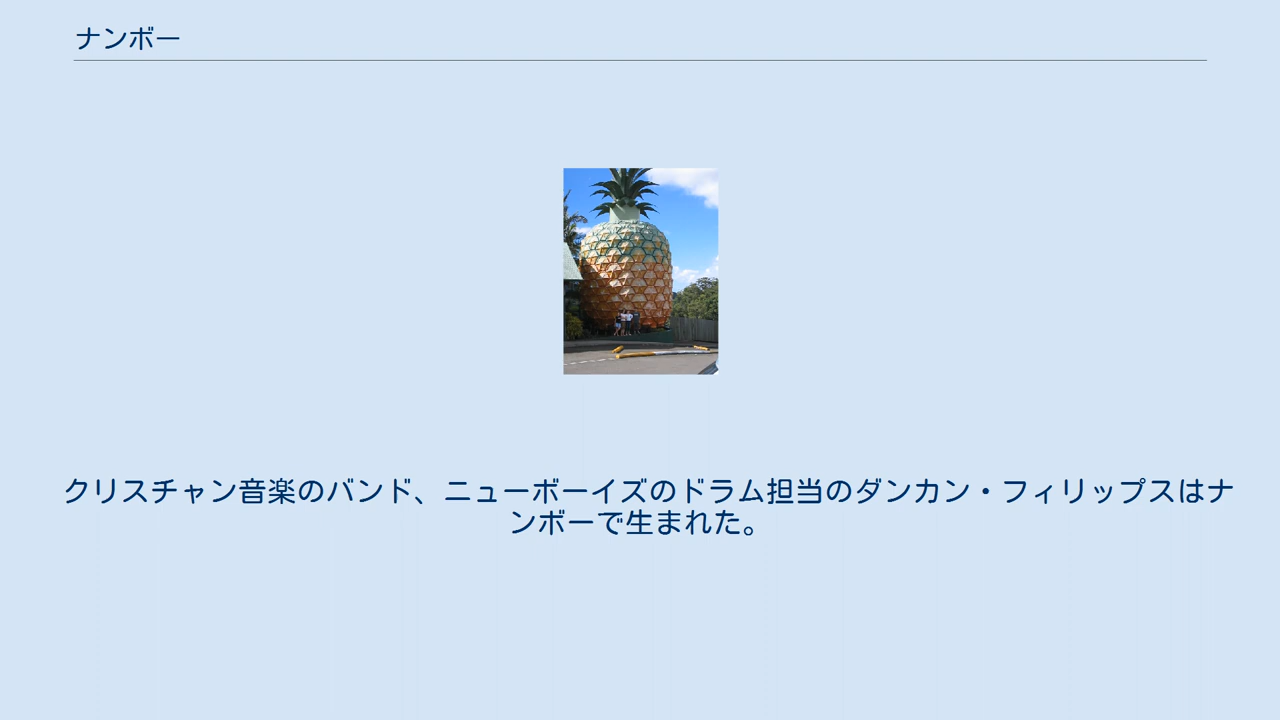 ナンボー
クリスチャン音楽のバンド、ニューボーイズのドラム担当のダンカン・フィリップスはナ
ンボーで生まれた。